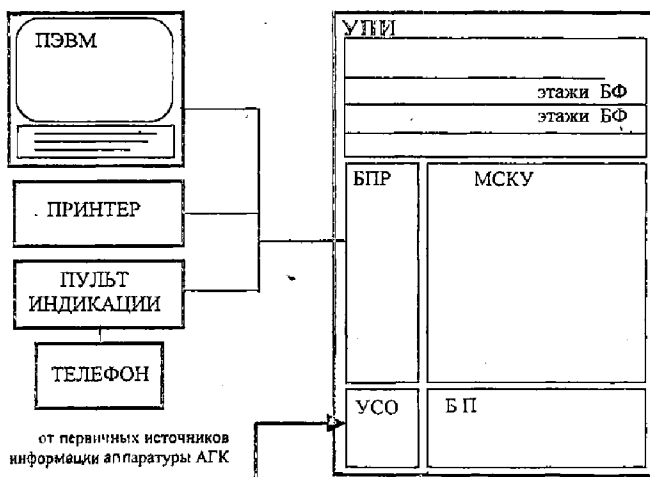 ПЭВМ
ПРИНТЕР
ПУЛЬТ
ИНДИКАЦИИ
ТЕЛЕФОН
от первичных источников
информации аппаратуры АГК
УПИ
этажи БФ
этажи БФ
БПР
МСКУ
УСО
БП